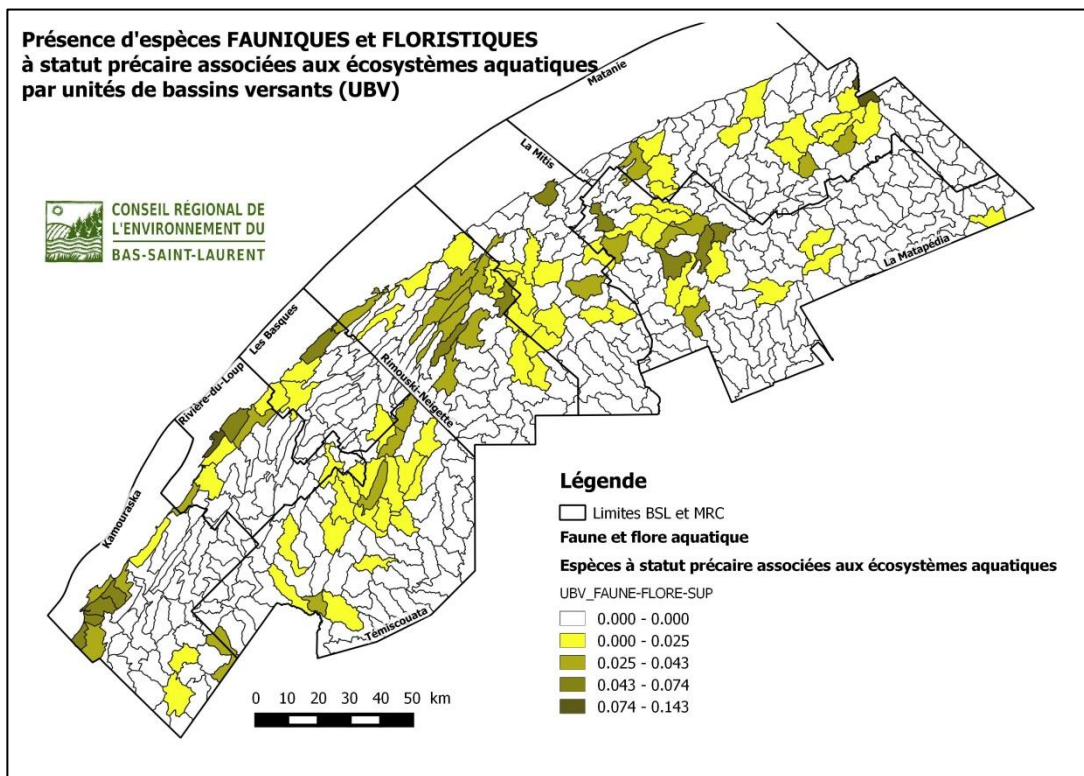 Présence d'espèces FAUNIQUES et FLORISTIQUES
à statut précaire associées aux écosystèmes aquatiques
par unités de bassins versants (UBV)
CONSEIL RÉGIONAL DE
L'ENVIRONNEMENT DU
BAS-SAINT-LAURENT
Matanie
La Mitis
La Matapédia
Les Basques
Rimouski-Neigette
Rivière-du-Loup
Kamouraska
Témiscouata
0 10 20 30 40 50 km
Légende
Limites BSL et MRC
Faune et flore aquatique
Espèces à statut précaire associées aux écosystèmes aquatiques
UBV_FAUNE-FLORE-SUP
0.000 - 0.000
0.000 - 0.025
0.025 - 0.043
0.043 - 0.074
0.074 - 0.143